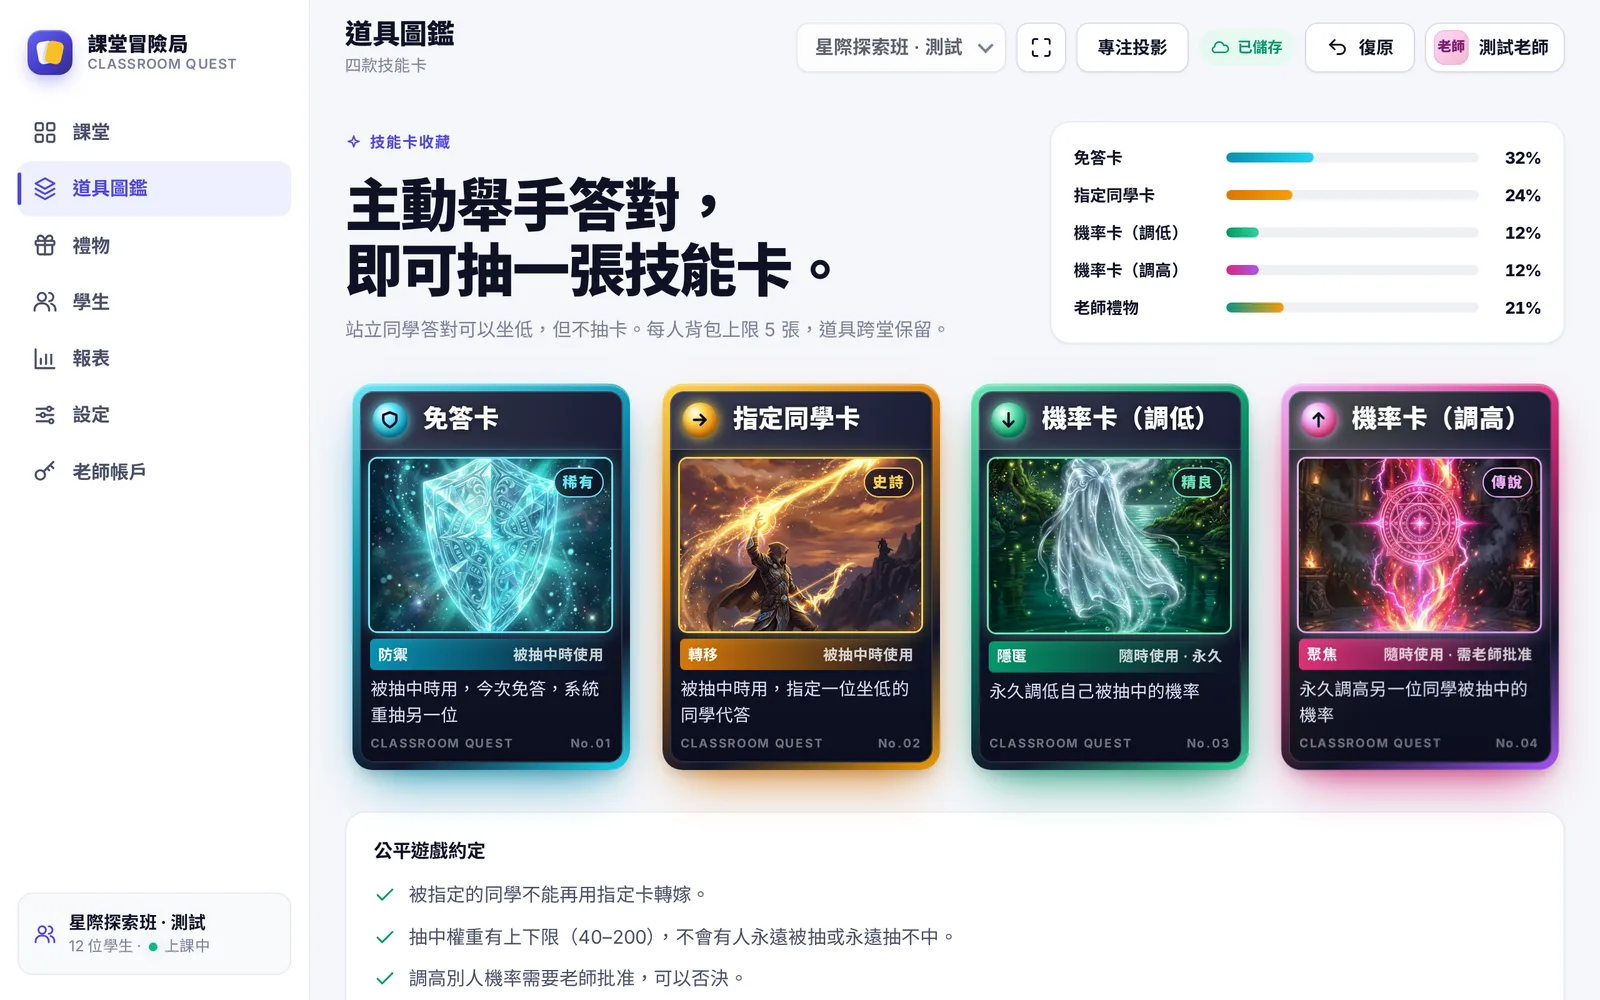 課堂冒險局
CLASSROOM QUEST
課堂
道具圖鑑
禮物
學生
報表
設定
老師帳戶
星際探索班 · 測試
12 位學生 · 上課中
道具圖鑑
四款技能卡
星際探索班 · 測試
專注投影
已儲存
復原
老師
測試老師
技能卡收藏
主動舉手答對，
即可抽一張技能卡。
站立同學答對可以坐低，但不抽卡。每人背包上限 5 張，道具跨堂保留。
免答卡 32%
指定同學卡 24%
機率卡（調低） 12%
機率卡（調高） 12%
老師禮物 21%
免答卡
稀有
防禦 被抽中時使用
被抽中時用，今次免答，系統
重抽另一位
CLASSROOM QUEST No.01
指定同學卡
史詩
轉移 被抽中時使用
被抽中時用，指定一位坐低的
同學代答
CLASSROOM QUEST No.02
機率卡（調低）
精良
隱匿 隨時使用 · 永久
永久調低自己被抽中的機率
CLASSROOM QUEST No.03
機率卡（調高）
傳說
聚焦 隨時使用 · 需老師批准
永久調高另一位同學被抽中的
機率
CLASSROOM QUEST No.04
公平遊戲約定
被指定的同學不能再用指定卡轉嫁。
抽中權重有上下限（40–200），不會有人永遠被抽或永遠抽不中。
調高別人機率需要老師批准，可以否決。